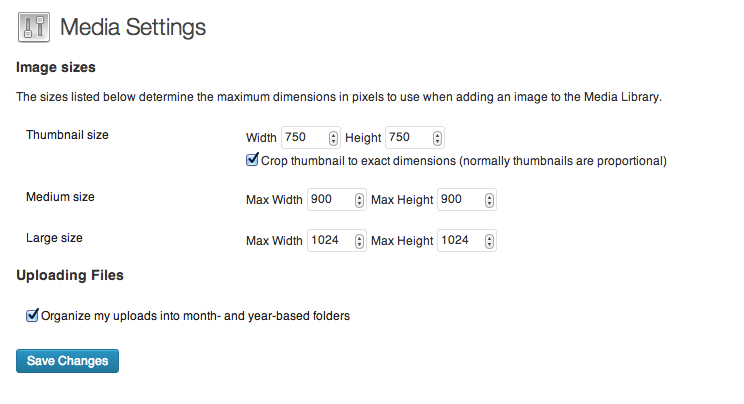 Media Settings
Image sizes
The sizes listed below determine the maximum dimensions in pixels to use when adding an image to the Media Library.
Thumbnail size Width 750 Height 750
Crop thumbnail to exact dimensions (normally thumbnails are proportional)
Medium size Max Width 900 Max Height 900
Large size Max Width 1024 Max Height 1024
Uploading Files
Organize my uploads into month- and year-based folders
Save Changes